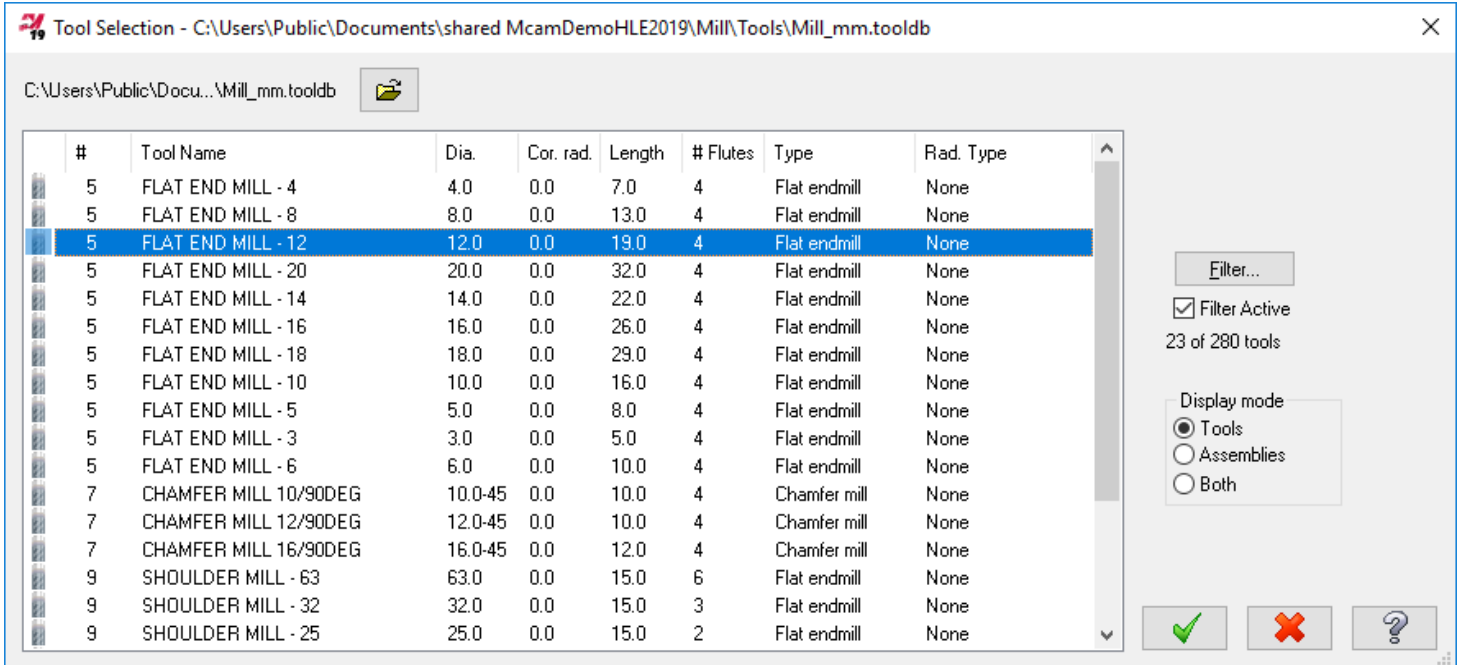 19 Tool Selection - C:\Users\Public\Documents\shared McamDemoHLE2019\Mill\Tools\Mill_mm.tooldb
C:\Users\Public\Docu...\Mill_mm.tooldb
# Tool Name Dia. Cor. rad. Length # Flutes Type Rad. Type
5 FLAT END MILL - 4 4.0 0.0 7.0 4 Flat endmill None
5 FLAT END MILL - 8 8.0 0.0 13.0 4 Flat endmill None
5 FLAT END MILL - 12 12.0 0.0 19.0 4 Flat endmill None
5 FLAT END MILL - 20 20.0 0.0 32.0 4 Flat endmill None
5 FLAT END MILL - 14 14.0 0.0 22.0 4 Flat endmill None
5 FLAT END MILL - 16 16.0 0.0 26.0 4 Flat endmill None
5 FLAT END MILL - 18 18.0 0.0 29.0 4 Flat endmill None
5 FLAT END MILL - 10 10.0 0.0 16.0 4 Flat endmill None
5 FLAT END MILL - 5 5.0 0.0 8.0 4 Flat endmill None
5 FLAT END MILL - 3 3.0 0.0 5.0 4 Flat endmill None
5 FLAT END MILL - 6 6.0 0.0 10.0 4 Flat endmill None
7 CHAMFER MILL 10/90DEG 10.0-45 0.0 10.0 4 Chamfer mill None
7 CHAMFER MILL 12/90DEG 12.0-45 0.0 10.0 4 Chamfer mill None
7 CHAMFER MILL 16/90DEG 16.0-45 0.0 12.0 4 Chamfer mill None
9 SHOULDER MILL - 63 63.0 0.0 15.0 6 Flat endmill None
9 SHOULDER MILL - 32 32.0 0.0 15.0 3 Flat endmill None
9 SHOULDER MILL - 25 25.0 0.0 15.0 2 Flat endmill None
Filter...
Filter Active
23 of 280 tools
Display mode
Tools
Assemblies
Both